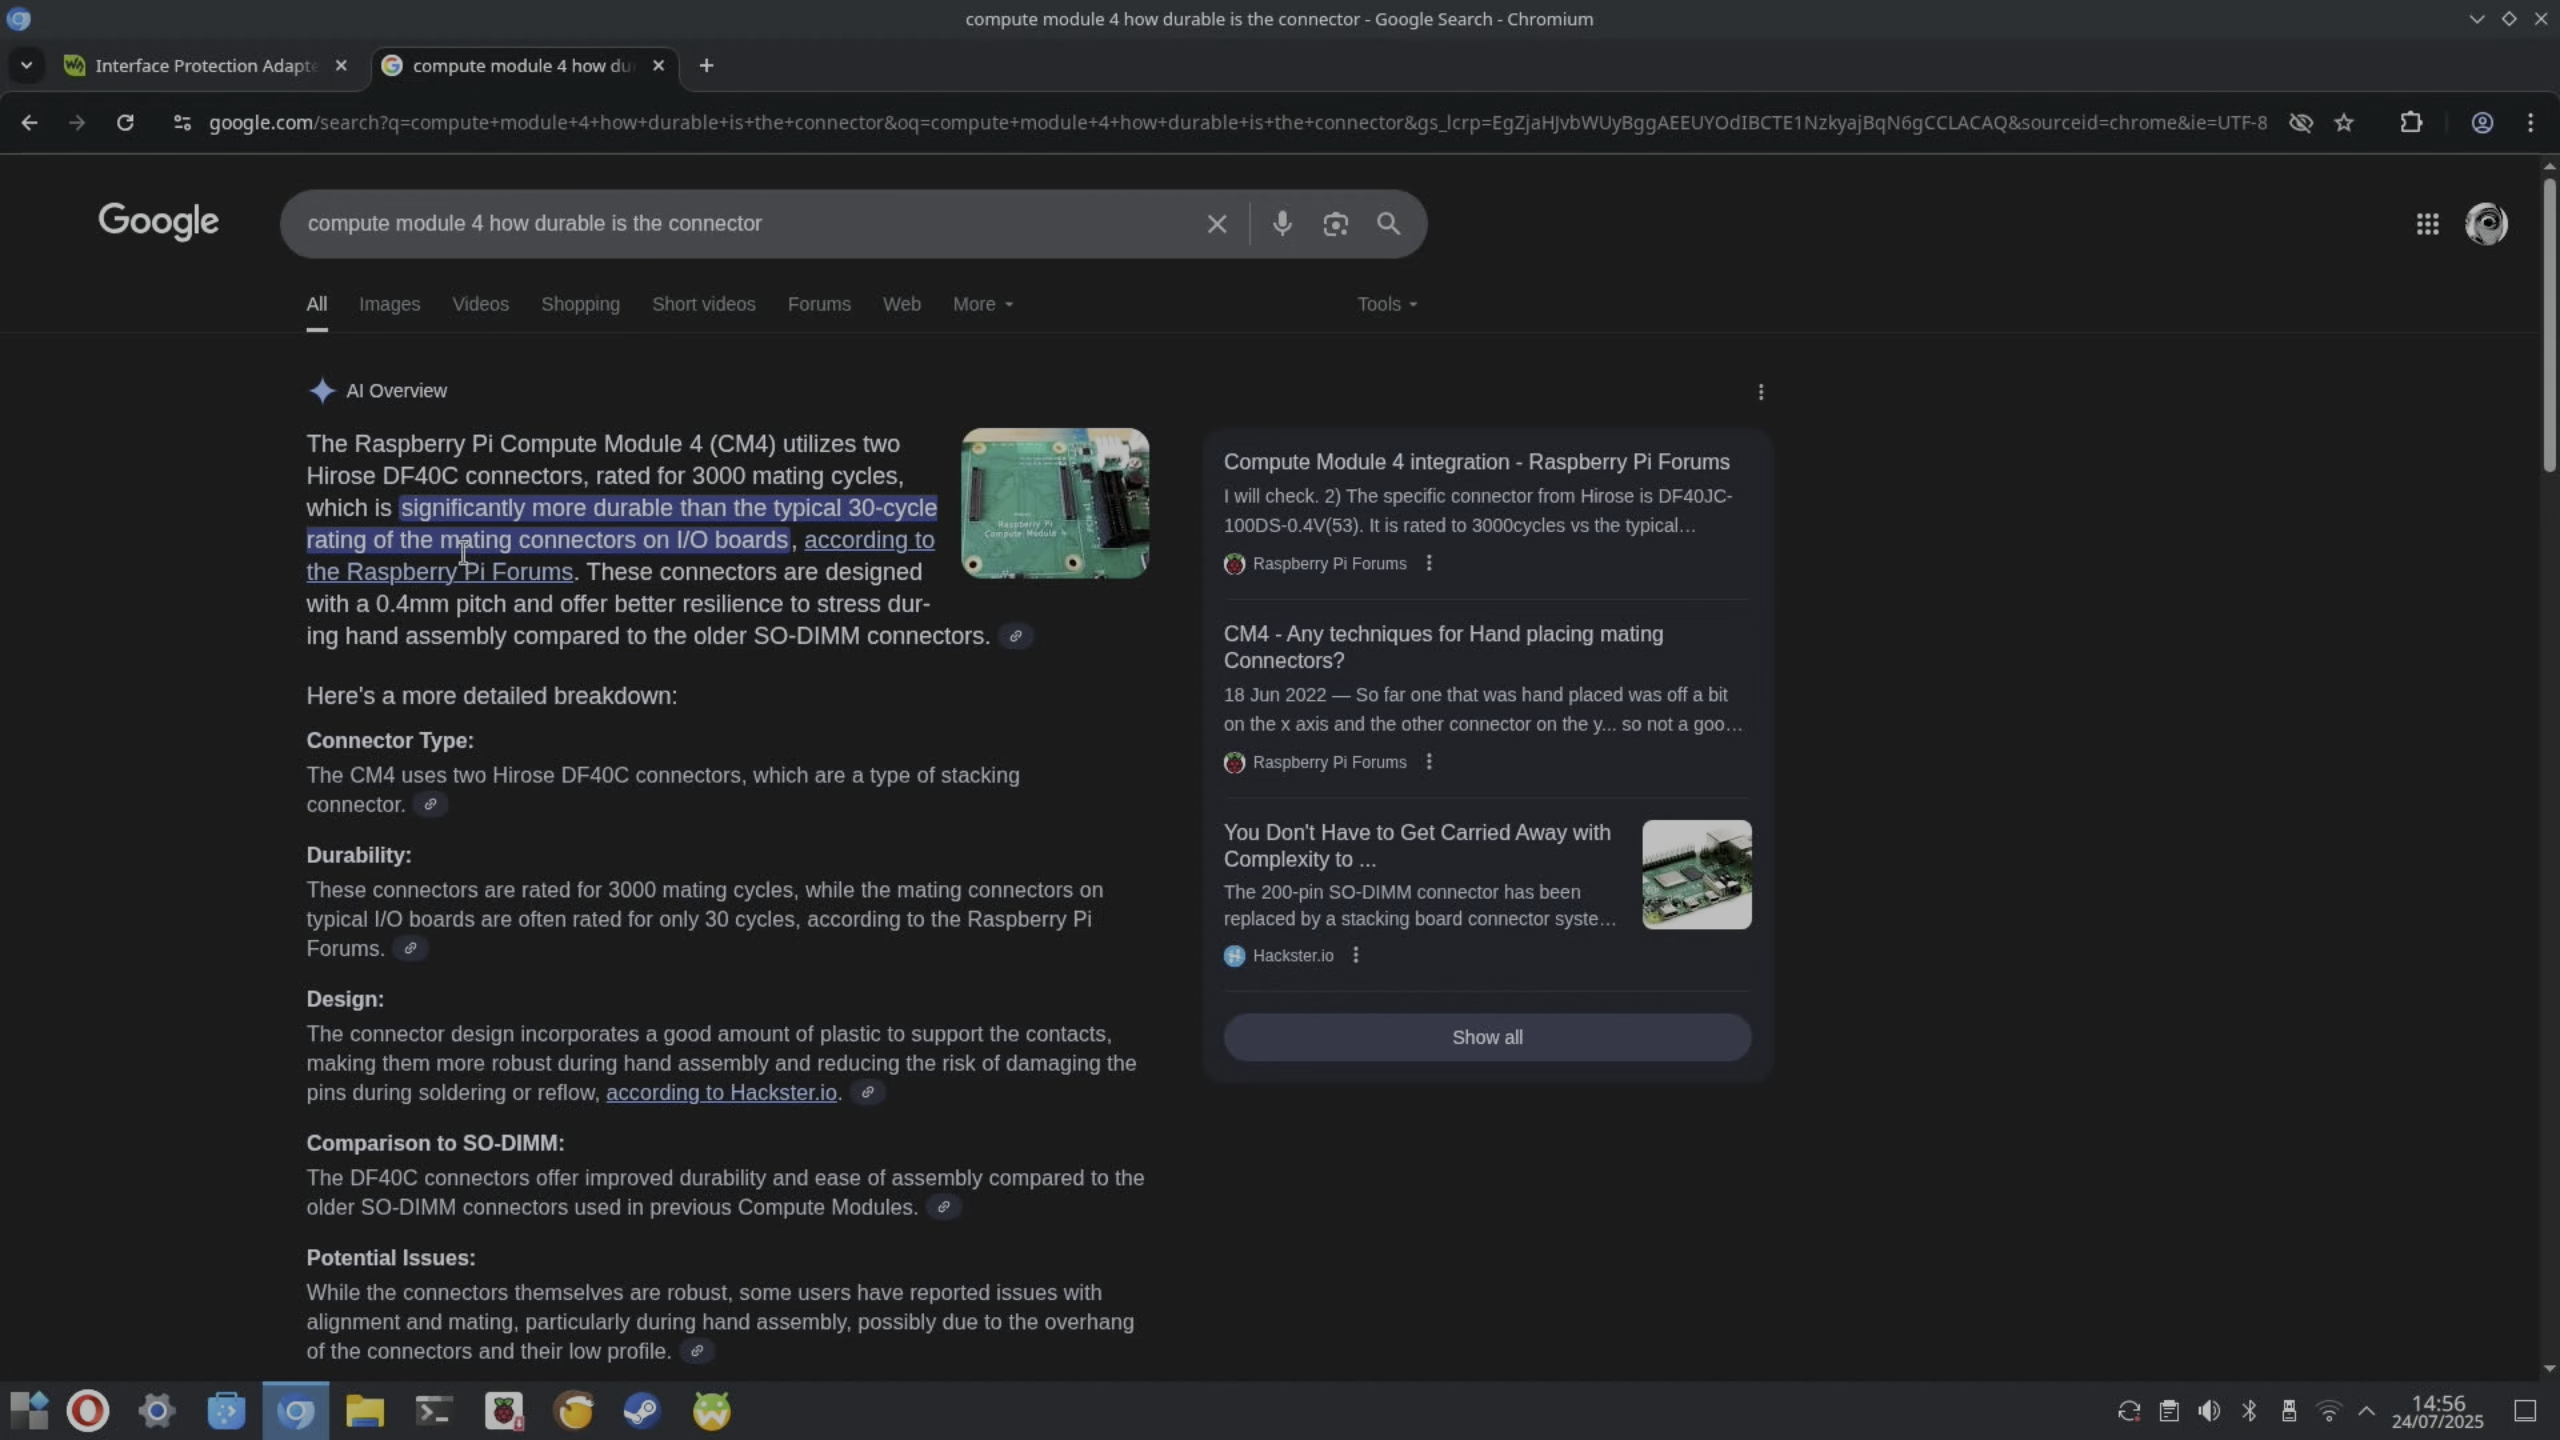 compute module 4 how durable is the connector - Google Search - Chromium
Interface Protection Adapte
compute module 4 how du
google.com/search?q=compute+module+4+how+durable+is+the+connector&oq=compute+module+4+how+durable+is+the+connector&gs_lcrp=EgZjaHJvbWUyBggAEEUYOdIBCTE1NzkyajBqN6gCCLACAQ&sourceid=chrome&ie=UTF-8
Google
compute module 4 how durable is the connector
All Images Videos Shopping Short videos Forums Web More Tools
AI Overview
The Raspberry Pi Compute Module 4 (CM4) utilizes two
Hirose DF40C connectors, rated for 3000 mating cycles,
which is significantly more durable than the typical 30-cycle
rating of the mating connectors on I/O boards, according to
the Raspberry Pi Forums. These connectors are designed
with a 0.4mm pitch and offer better resilience to stress dur-
ing hand assembly compared to the older SO-DIMM connectors.
Raspberry Pi
Compute Module 4
Here's a more detailed breakdown:
Connector Type:
The CM4 uses two Hirose DF40C connectors, which are a type of stacking
connector.
Durability:
These connectors are rated for 3000 mating cycles, while the mating connectors on
typical I/O boards are often rated for only 30 cycles, according to the Raspberry Pi
Forums.
Design:
The connector design incorporates a good amount of plastic to support the contacts,
making them more robust during hand assembly and reducing the risk of damaging the
pins during soldering or reflow, according to Hackster.io.
Comparison to SO-DIMM:
The DF40C connectors offer improved durability and ease of assembly compared to the
older SO-DIMM connectors used in previous Compute Modules.
Potential Issues:
While the connectors themselves are robust, some users have reported issues with
alignment and mating, particularly during hand assembly, possibly due to the overhang
of the connectors and their low profile.
Compute Module 4 integration - Raspberry Pi Forums
I will check. 2) The specific connector from Hirose is DF40JC-
100DS-0.4V(53). It is rated to 3000cycles vs the typical…
Raspberry Pi Forums
CM4 - Any techniques for Hand placing mating
Connectors?
18 Jun 2022 — So far one that was hand placed was off a bit
on the x axis and the other connector on the y... so not a goo…
Raspberry Pi Forums
You Don't Have to Get Carried Away with
Complexity to ...
The 200-pin SO-DIMM connector has been
replaced by a stacking board connector syste…
Hackster.io
Show all
14:56
24/07/2025